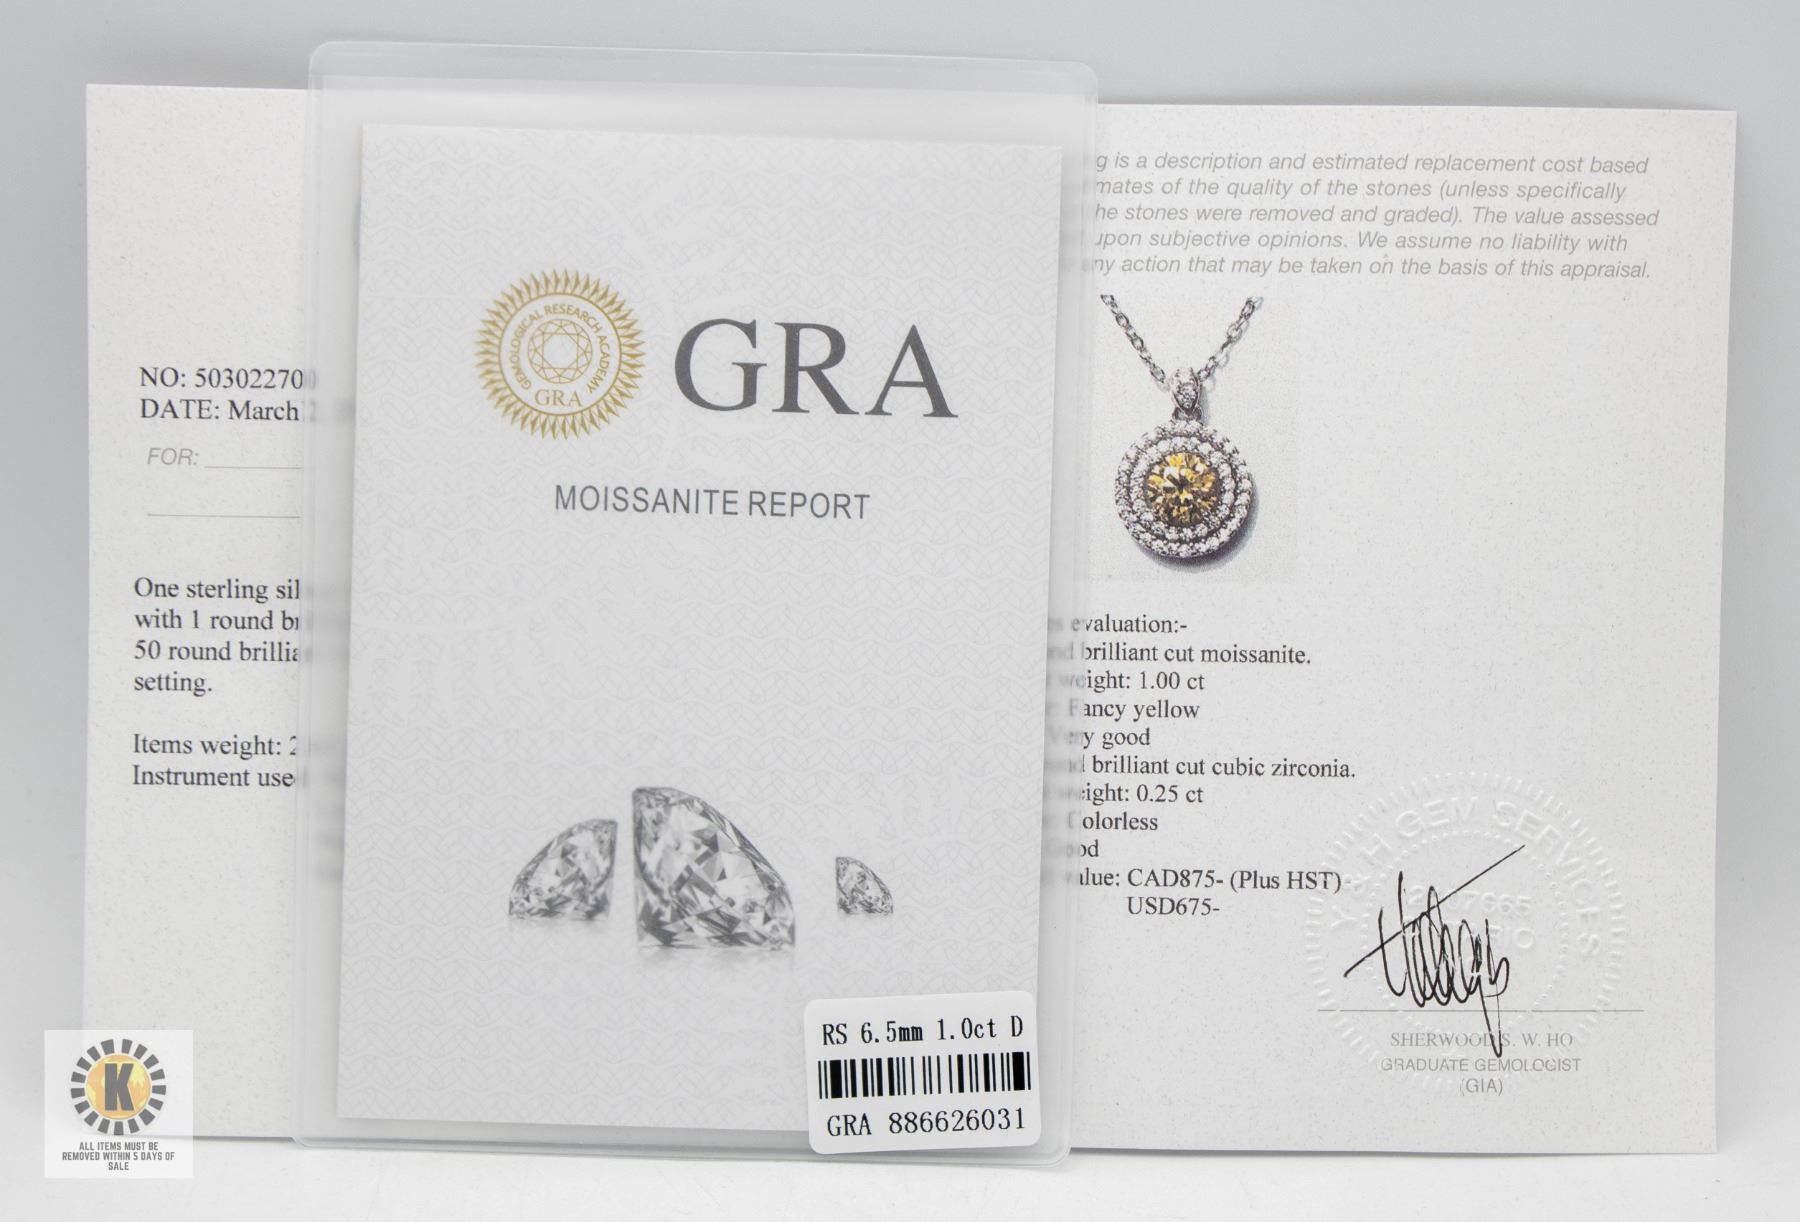 NO: 50302270
DATE: March
FOR:
One sterling sil
with 1 round br
50 round brillia
setting.
Items weight: 2
Instrument use
GEMOLOGICAL RESEARCH ACADEMY
GRA
GRA
MOISSANITE REPORT
RS 6.5mm 1.0ct D
GRA 886626031
g is a description and estimated replacement cost based
mates of the quality of the stones (unless specifically
he stones were removed and graded). The value assessed
upon subjective opinions. We assume no liability with
ny action that may be taken on the basis of this appraisal.
evaluation:-
brilliant cut moissanite.
weight: 1.00 ct
Fancy yellow
Very good
brilliant cut cubic zirconia.
eight: 0.25 ct
Colorless
ood
alue: CAD875- (Plus HST)
USD675-
Y & H GEM SERVICES
SHERWOOD S. W. HO
GRADUATE GEMOLOGIST
(GIA)
K
ALL ITEMS MUST BE
REMOVED WITHIN 5 DAYS OF
SALE